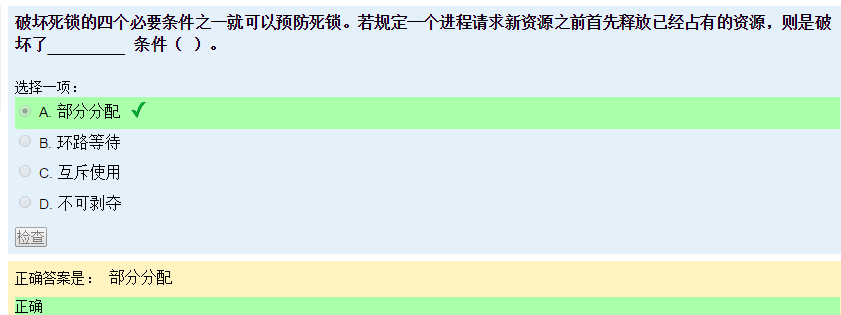 破坏死锁的四个必要条件之一就可以预防死锁。若规定一个进程请求新资源之前首先释放已经占有的资源，则是破
坏了_________ 条件（ ）。
选择一项：
A. 部分分配
B. 环路等待
C. 互斥使用
D. 不可剥夺
检查
正确答案是： 部分分配
正确